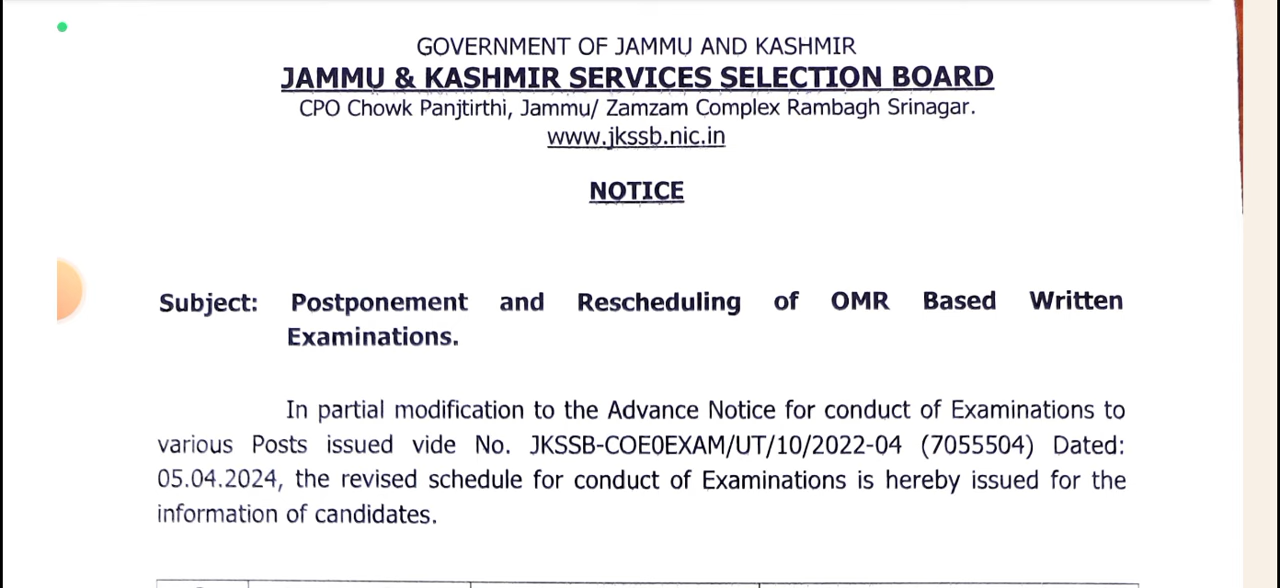 GOVERNMENT OF JAMMU AND KASHMIR
JAMMU & KASHMIR SERVICES SELECTION BOARD
CPO Chowk Panjtirthi, Jammu/ Zamzam Complex Rambagh Srinagar.
www.jkssb.nic.in
NOTICE
Subject: Postponement and Rescheduling of OMR Based Written
Examinations.
In partial modification to the Advance Notice for conduct of Examinations to
various Posts issued vide No. JKSSB-COE0EXAM/UT/10/2022-04 (7055504) Dated:
05.04.2024, the revised schedule for conduct of Examinations is hereby issued for the
information of candidates.